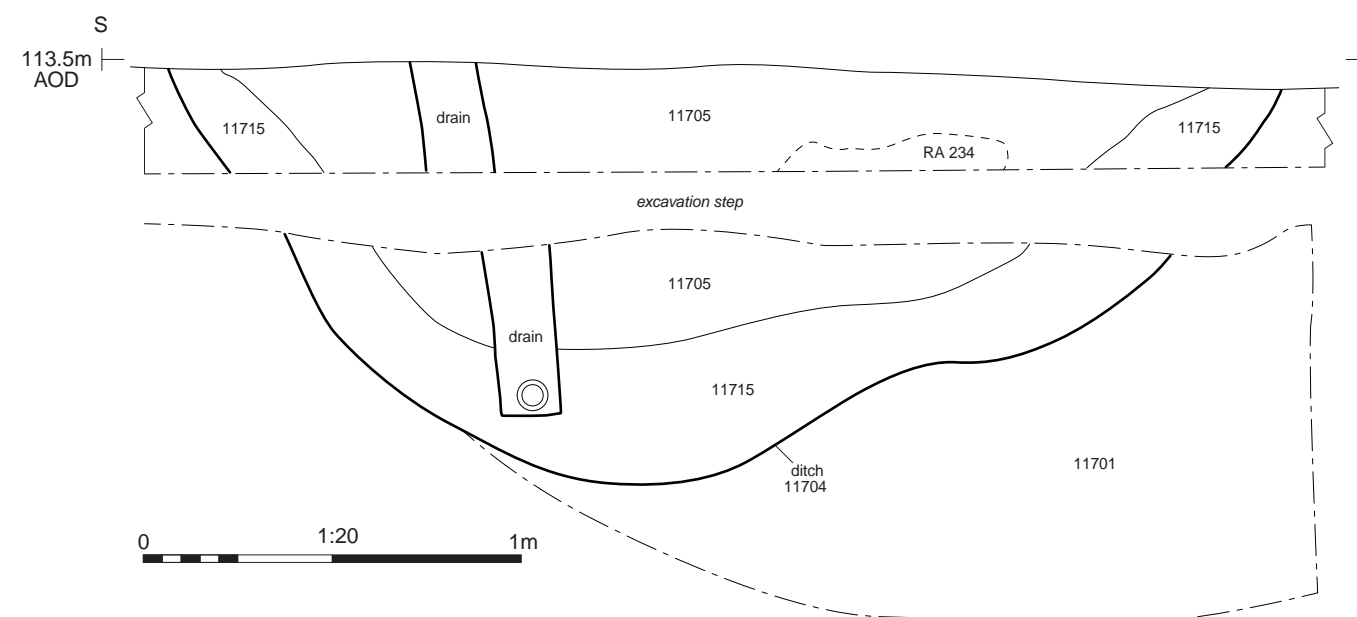 S
113.5m
AOD
11715
drain
11705
RA 234
11715
excavation step
11705
drain
11715
ditch
11704
11701
0 1:20 1m